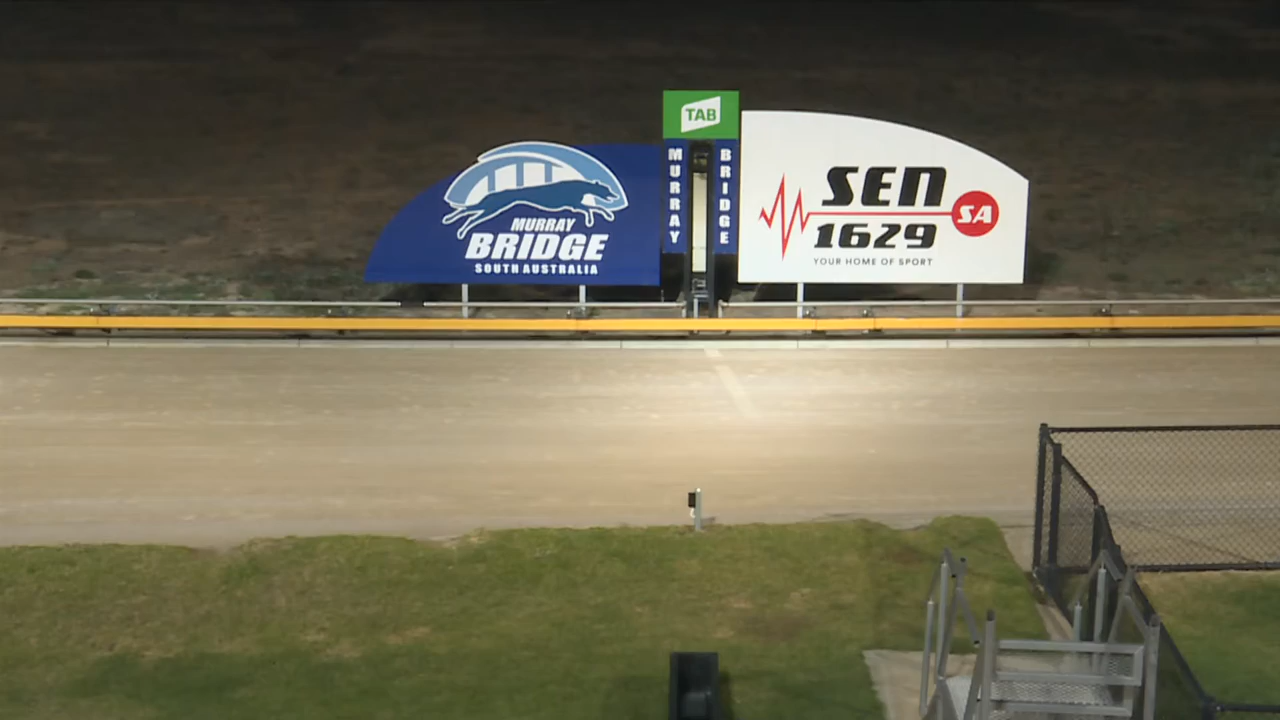 TAB
MURRAY
BRIDGE
MURRAY
BRIDGE
SOUTH AUSTRALIA
SEN
SA
1629
YOUR HOME OF SPORT